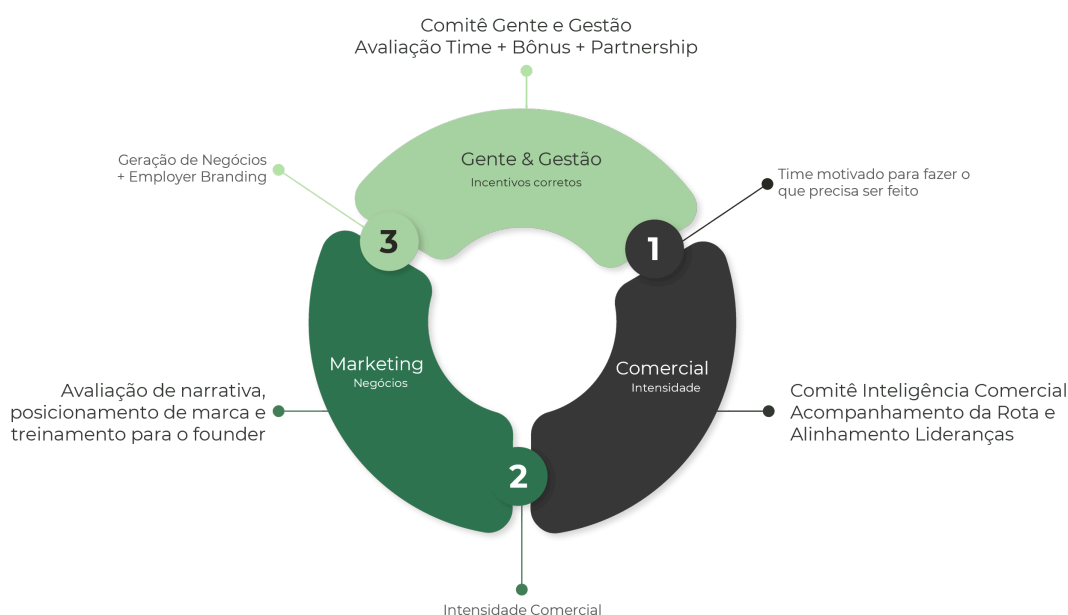 Comitê Gente e Gestão
Avaliação Time + Bônus + Partnership
Gente & Gestão
Incentivos corretos
Geração de Negócios
+ Employer Branding
Time motivado para fazer o
que precisa ser feito
3
1
Marketing
Negócios
Comercial
Intensidade
Avaliação de narrativa,
posicionamento de marca e
treinamento para o founder
Comitê Inteligência Comercial
Acompanhamento da Rota e
Alinhamento Lideranças
2
Intensidade Comercial